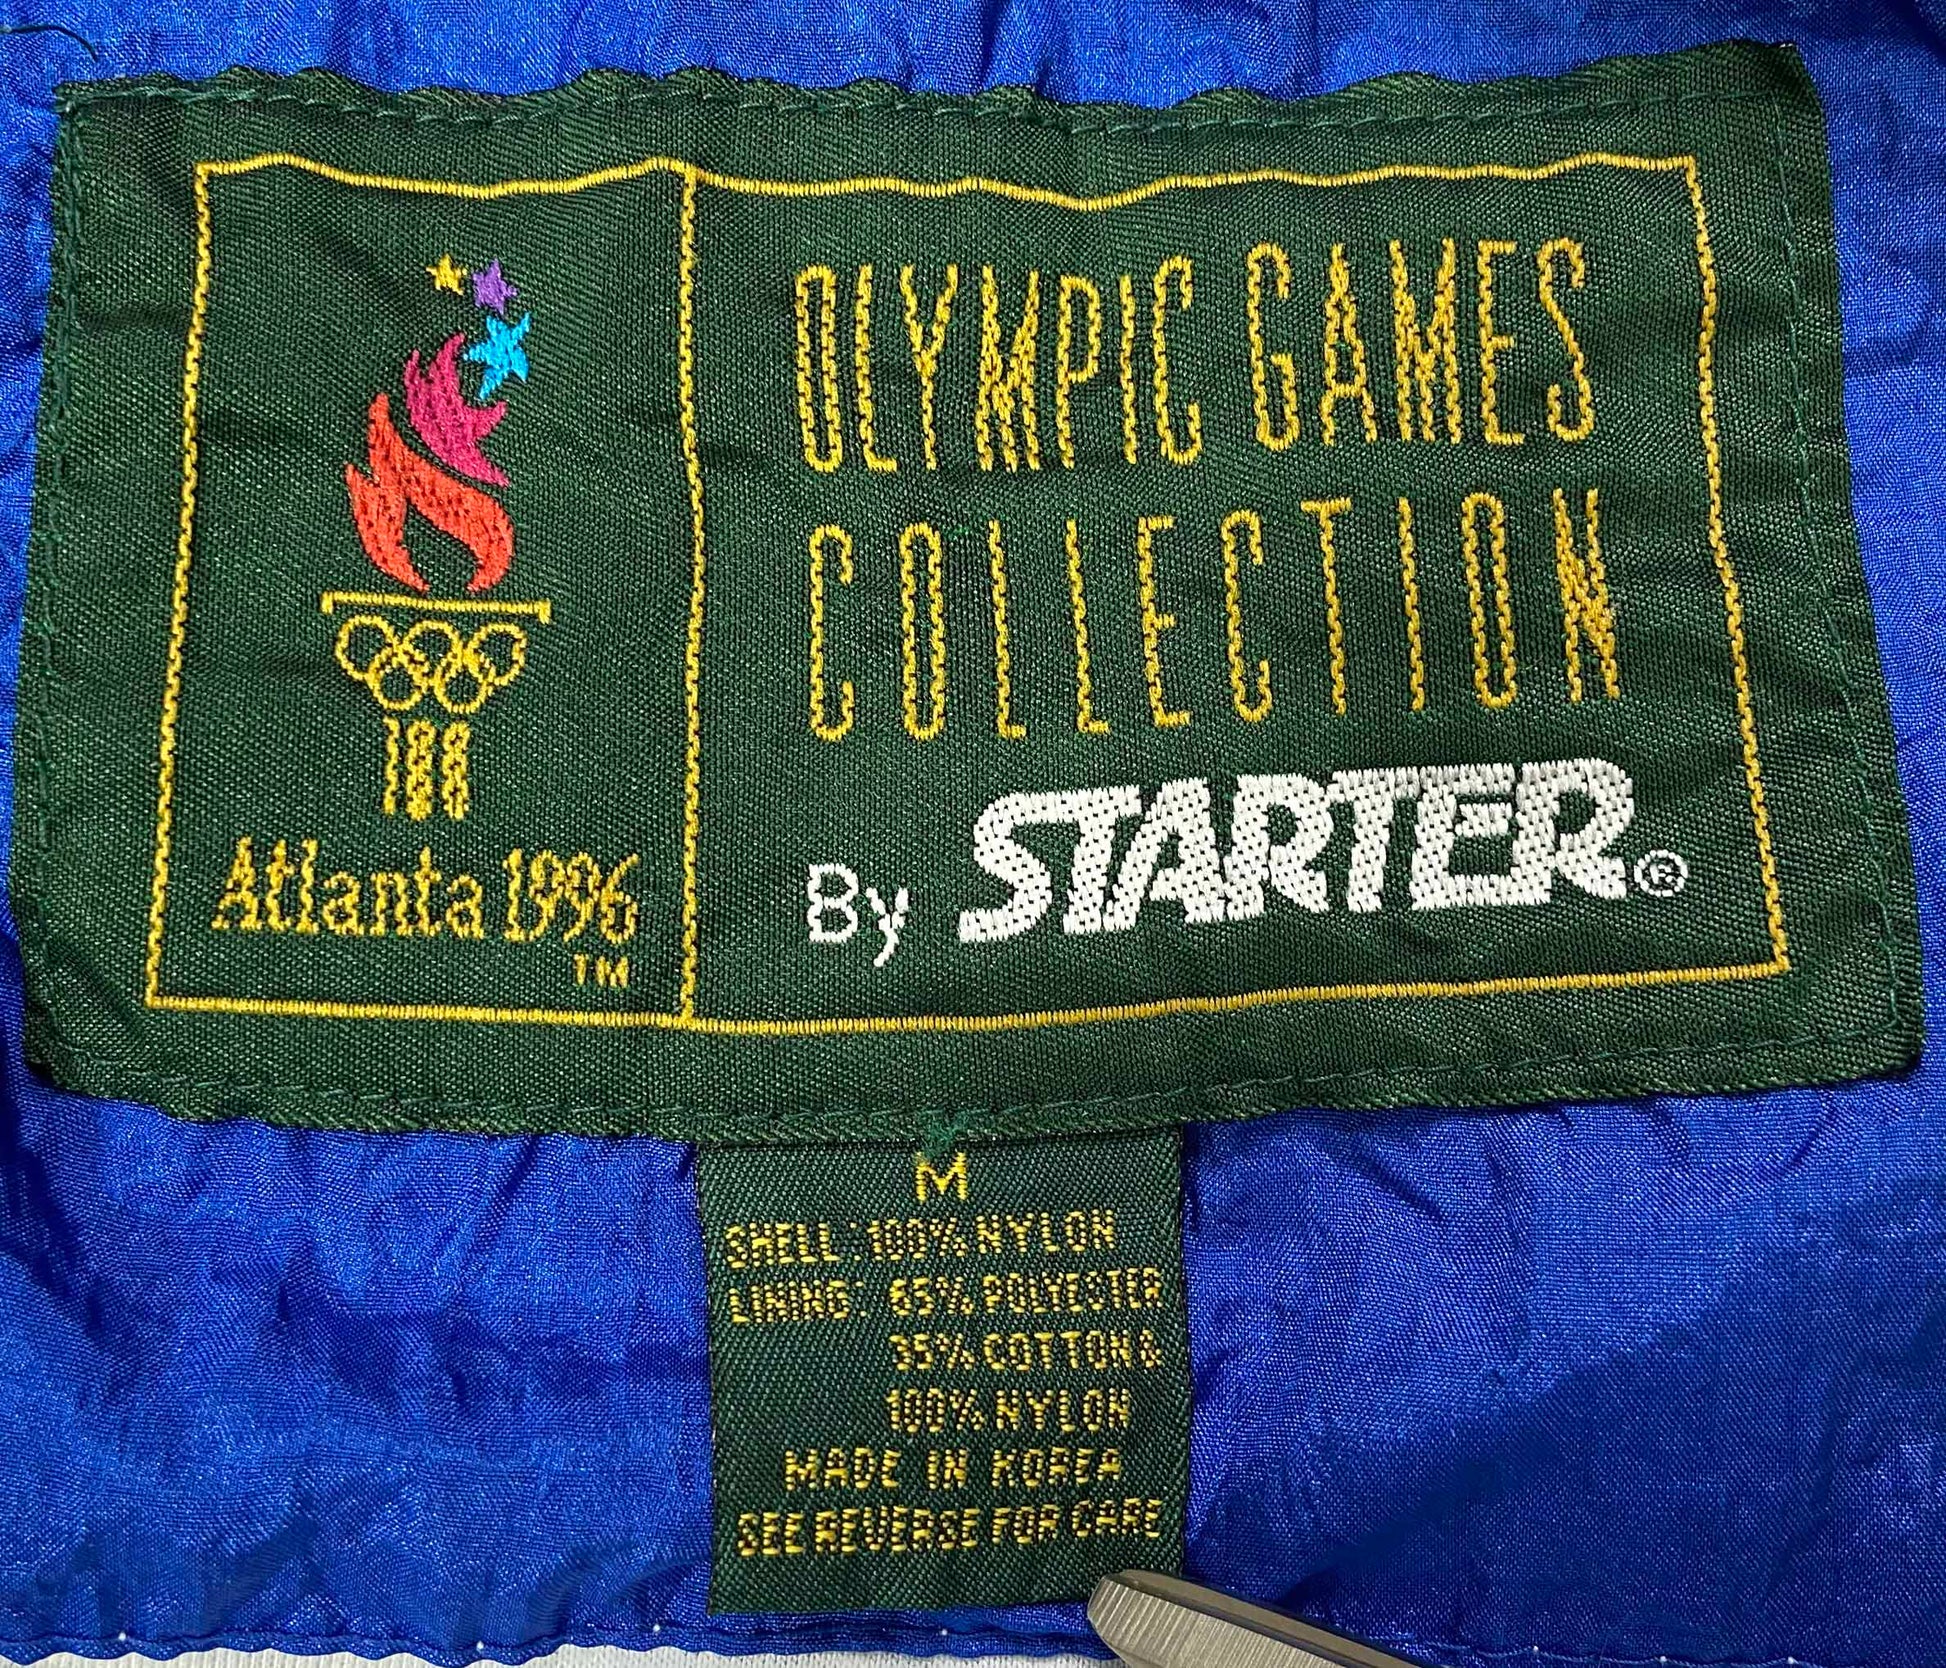 100
Atlanta 1996
TM
OLYMPIC GAMES
COLLECTION
By STARTER®
M
SHELL: 100% NYLON
LINING: 65% POLYESTER
35% COTTON &
100% NYLON
MADE IN KOREA
SEE REVERSE FOR CARE